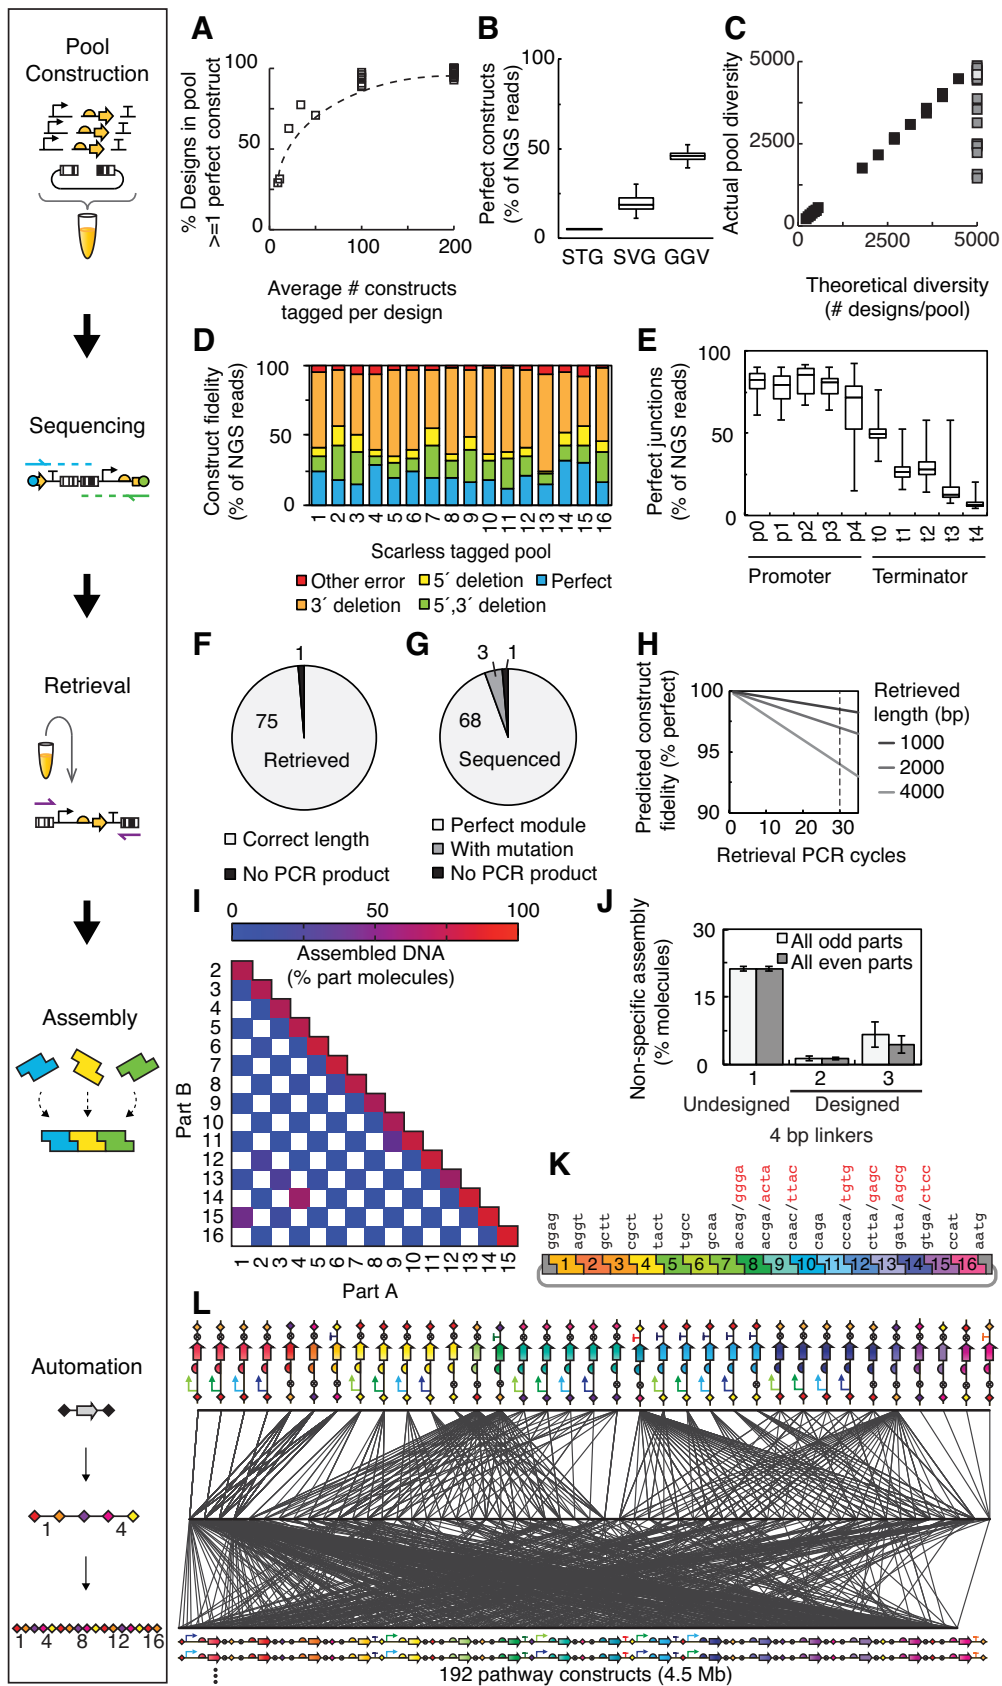 Pool
Construction
Sequencing
Retrieval
Assembly
Automation
1 4
1 4 8 12 16
A
% Designs in pool
>=1 perfect construct
100
50
0
0 100 200
Average # constructs
tagged per design
B
Perfect constructs
(% of NGS reads)
100
50
0
STG SVG GGV
C
Actual pool diversity
5000
2500
0
0 2500 5000
Theoretical diversity
(# designs/pool)
D
Construct fidelity
(% of NGS reads)
100
50
0
1 2 3 4 5 6 7 8 9 10 11 12 13 14 15 16
Scarless tagged pool
Other error 5´ deletion Perfect
3´ deletion 5´,3´ deletion
E
Perfect junctions
(% of NGS reads)
100
50
0
p0 p1 p2 p3 p4 t0 t1 t2 t3 t4
Promoter Terminator
F
1
75
Retrieved
Correct length
No PCR product
G
3 1
68
Sequenced
Perfect module
With mutation
No PCR product
H
Predicted construct
fidelity (% perfect)
100
95
90
0 10 20 30
Retrieval PCR cycles
Retrieved
length (bp)
1000
2000
4000
I
0 50 100
Assembled DNA
(% part molecules)
Part B
2
3
4
5
6
7
8
9
10
11
12
13
14
15
16
1 2 3 4 5 6 7 8 9 10 11 12 13 14 15
Part A
J
Non-specific assembly
(% molecules)
30
15
0
All odd parts
All even parts
1 2 3
Undesigned Designed
4 bp linkers
K
ggag aggt gctt cgct tact tgcc gcaa acag/ggga acga/acta caac/ttac caga ccca/tgtg ctta/gagc gata/agcg gtga/ctcc ccat aatg
1 2 3 4 5 6 7 8 9 10 11 12 13 14 15 16
L
192 pathway constructs (4.5 Mb)